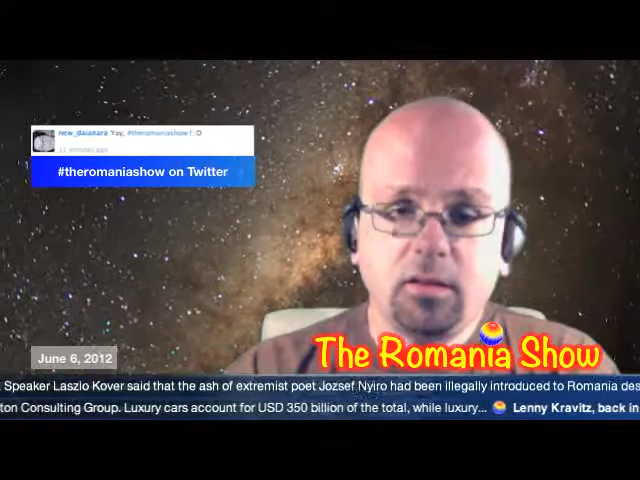 new_daianara Yay, #theromaniashow! :D
11 minutes ago
#theromaniashow on Twitter
The Romania Show
June 6, 2012
Speaker Laszlo Kover said that the ash of extremist poet Jozsef Nyiro had been illegally introduced to Romania des
ton Consulting Group. Luxury cars account for USD 350 billion of the total, while luxury... Lenny Kravitz, back in